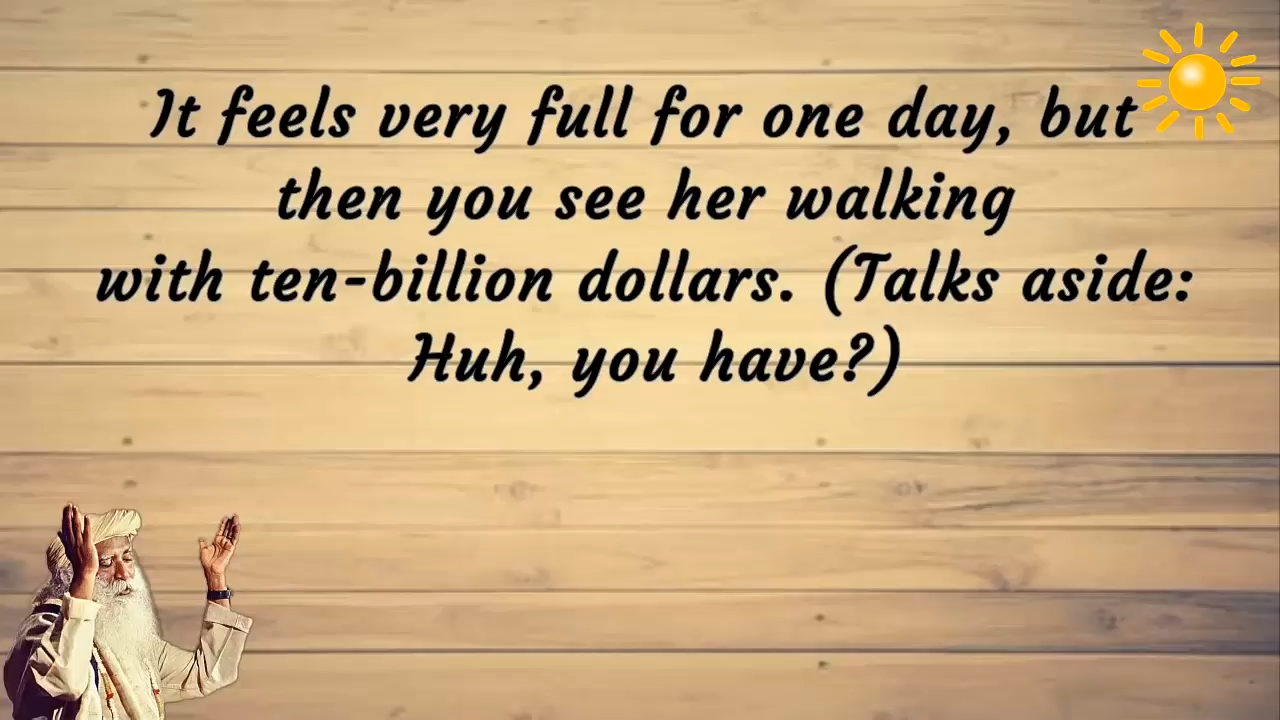 It feels very full for one day, but
then you see her walking
with ten-billion dollars. (Talks aside:
Huh, you have?)